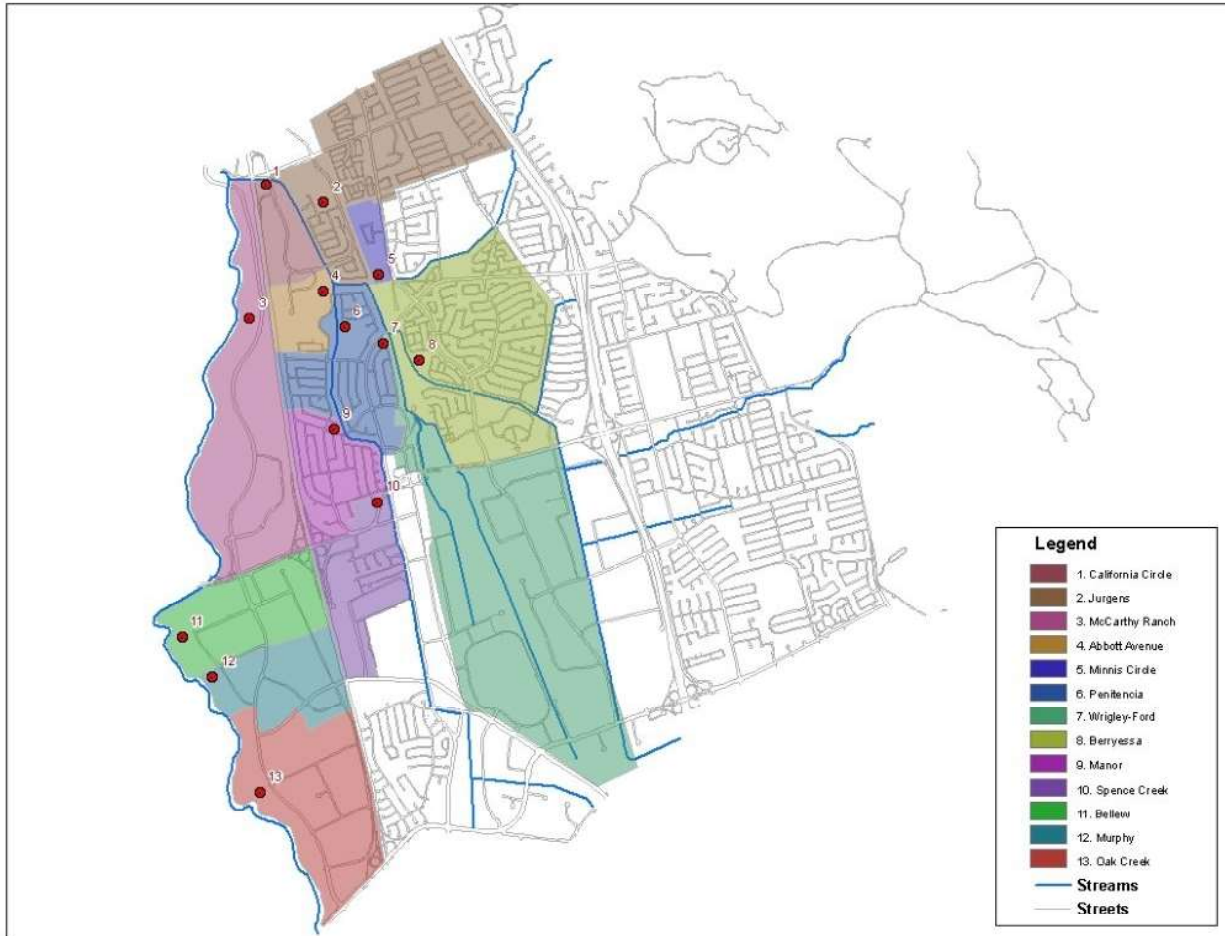 1
2
3
4
5
6
7
8
9
10
11
12
13
Legend
1. California Circle
2. Jurgens
3. McCarthy Ranch
4. Abbott Avenue
5. Minnis Circle
6. Penitencia
7. Wrigley-Ford
8. Berryessa
9. Manor
10. Spence Creek
11. Bellew
12. Murphy
13. Oak Creek
Streams
Streets